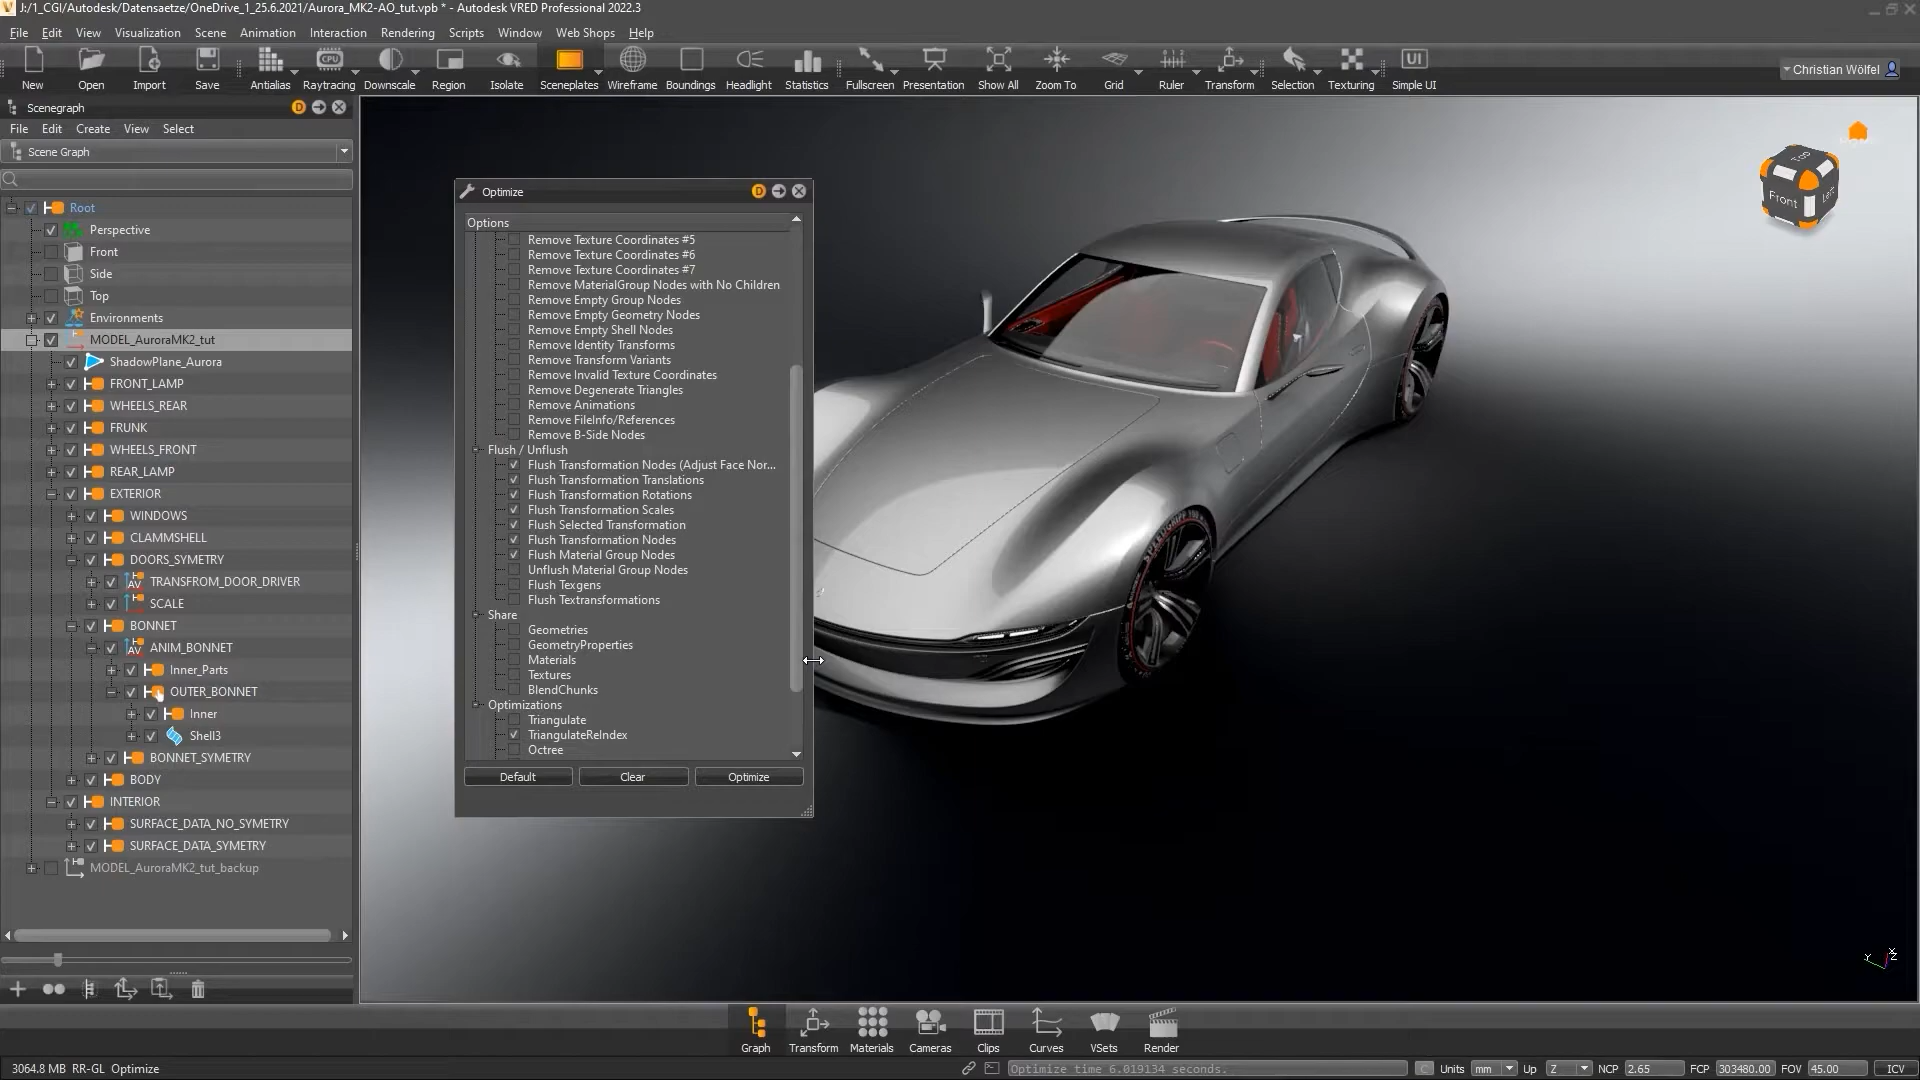 J:/1_CGI/Autodesk/Datensaetze/OneDrive_1_25.6.2021/Aurora_MK2-AO_tut.vpb * - Autodesk VRED Professional 2022.3
File Edit View Visualization Scene Animation Interaction Rendering Scripts Window Web Shops Help
New Open Import Save Antialias Raytracing Downscale Region Isolate Sceneplates Wireframe Boundings Headlight Statistics Fullscreen Presentation Show All Zoom To Grid Ruler Transform Selection Texturing Simple UI
Christian Wölfel
Scenegraph
File Edit Create View Select
Scene Graph
Root
Perspective
Front
Side
Top
Environments
MODEL_AuroraMK2_tut
ShadowPlane_Aurora
FRONT_LAMP
WHEELS_REAR
FRUNK
WHEELS_FRONT
REAR_LAMP
EXTERIOR
WINDOWS
CLAMMSHELL
DOORS_SYMETRY
TRANSFROM_DOOR_DRIVER
SCALE
BONNET
ANIM_BONNET
Inner_Parts
OUTER_BONNET
Inner
Shell3
BONNET_SYMETRY
BODY
INTERIOR
SURFACE_DATA_NO_SYMETRY
SURFACE_DATA_SYMETRY
MODEL_AuroraMK2_tut_backup
Optimize
Options
Remove Texture Coordinates #5
Remove Texture Coordinates #6
Remove Texture Coordinates #7
Remove MaterialGroup Nodes with No Children
Remove Empty Group Nodes
Remove Empty Geometry Nodes
Remove Empty Shell Nodes
Remove Identity Transforms
Remove Transform Variants
Remove Invalid Texture Coordinates
Remove Degenerate Triangles
Remove Animations
Remove FileInfo/References
Remove B-Side Nodes
Flush / Unflush
Flush Transformation Nodes (Adjust Face Nor...
Flush Transformation Translations
Flush Transformation Rotations
Flush Transformation Scales
Flush Selected Transformation
Flush Transformation Nodes
Flush Material Group Nodes
Unflush Material Group Nodes
Flush Texgens
Flush Textransformations
Share
Geometries
GeometryProperties
Materials
Textures
BlendChunks
Optimizations
Triangulate
TriangulateReIndex
Octree
Default Clear Optimize
Top
Front Left
Graph Transform Materials Cameras Clips Curves VSets Render
3064.8 MB RR-GL Optimize
Optimize time 6.019134 seconds.
C Units mm Up Z NCP 2.65 FCP 303480.00 FOV 45.00 ICV